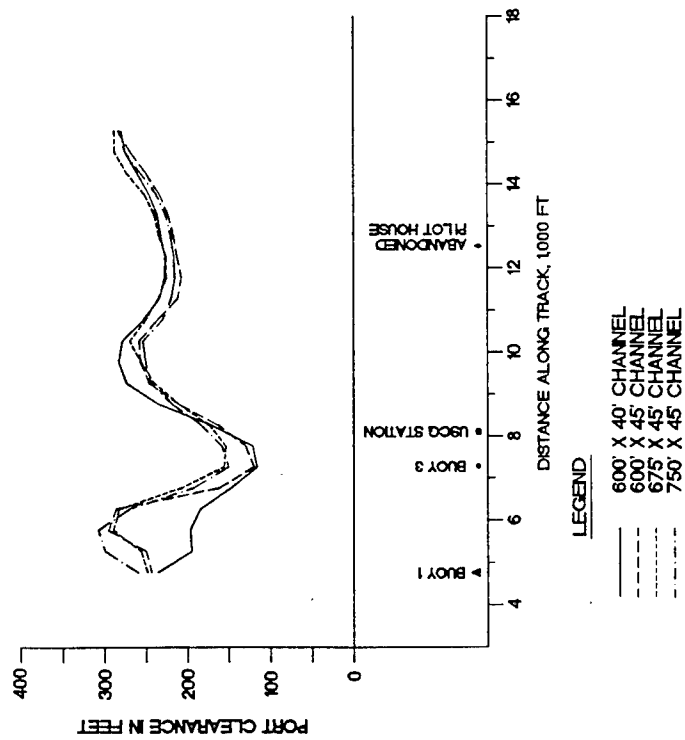 PORT CLEARANCE IN FEET
400
300
200
100
0
BUOY 1
BUOY 3
USCG STATION
ABANDONED
PILOT HOUSE
4
6
8
10
12
14
16
18
DISTANCE ALONG TRACK, 1,000 FT
LEGEND
600' X 40' CHANNEL
600' X 45' CHANNEL
675' X 45' CHANNEL
750' X 45' CHANNEL